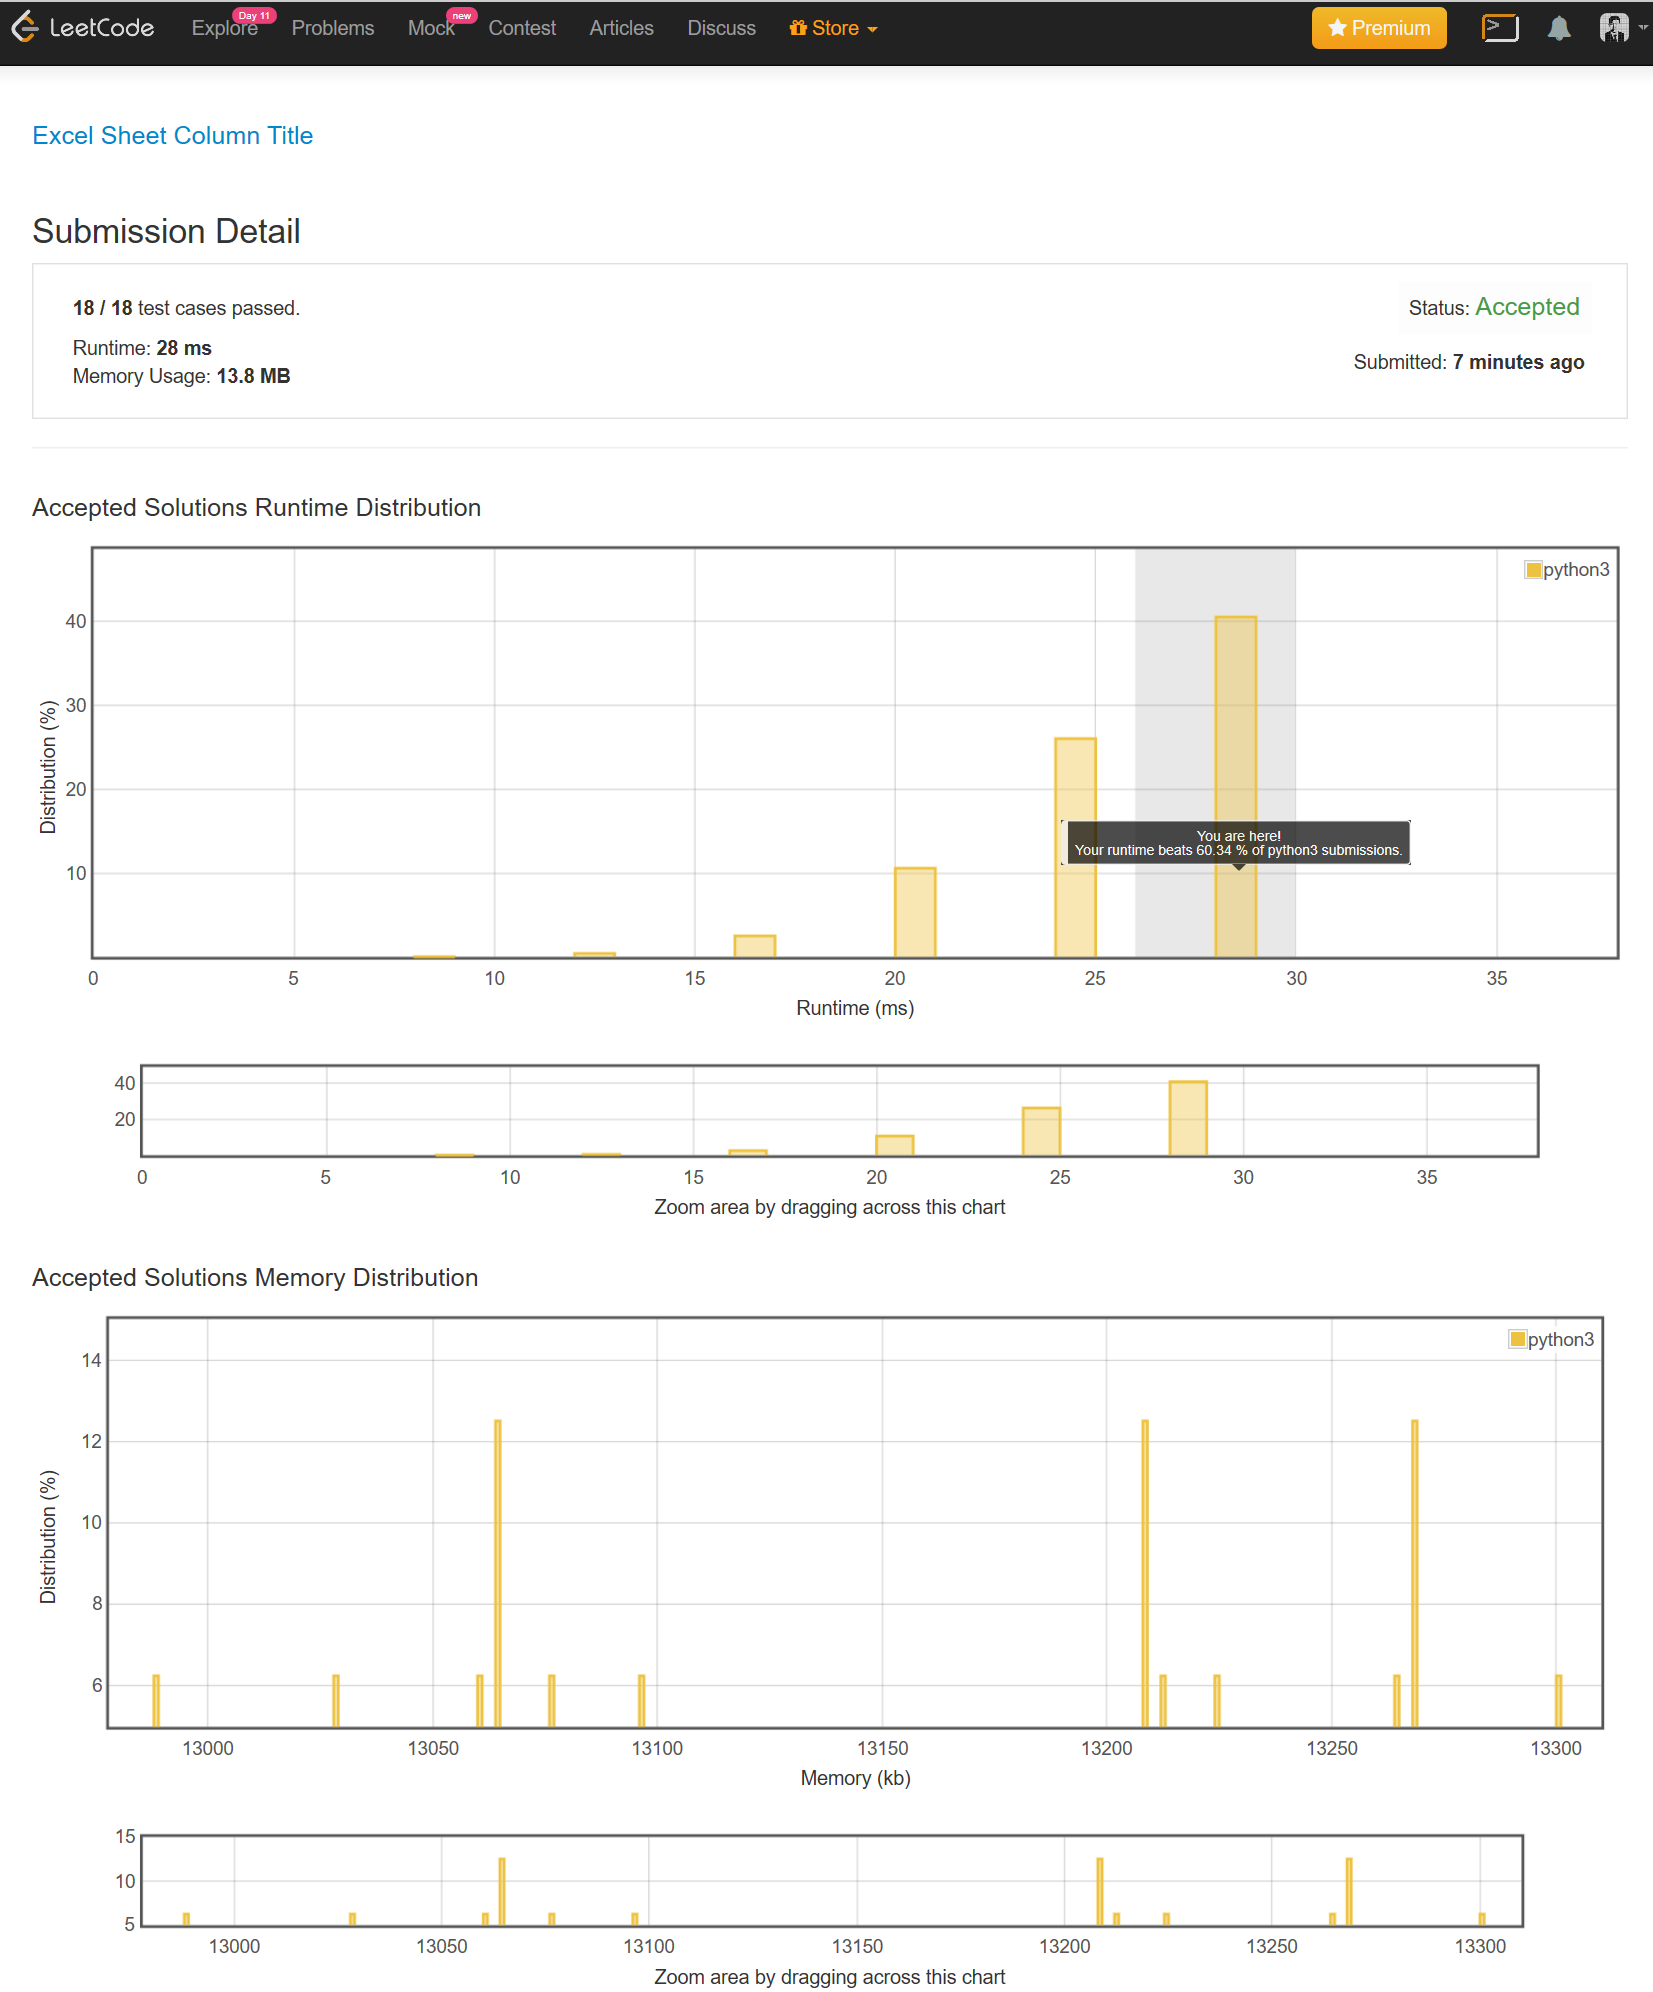 LeetCode Explore Day 11 Problems Mock new Contest Articles Discuss Store Premium
Excel Sheet Column Title
Submission Detail
18 / 18 test cases passed.
Status: Accepted
Runtime: 28 ms
Submitted: 7 minutes ago
Memory Usage: 13.8 MB
Accepted Solutions Runtime Distribution
python3
40
30
20
10
Distribution (%)
You are here!
Your runtime beats 60.34 % of python3 submissions.
0 5 10 15 20 25 30 35
Runtime (ms)
40
20
0 5 10 15 20 25 30 35
Zoom area by dragging across this chart
Accepted Solutions Memory Distribution
python3
14
12
10
8
6
Distribution (%)
13000 13050 13100 13150 13200 13250 13300
Memory (kb)
15
10
5
13000 13050 13100 13150 13200 13250 13300
Zoom area by dragging across this chart